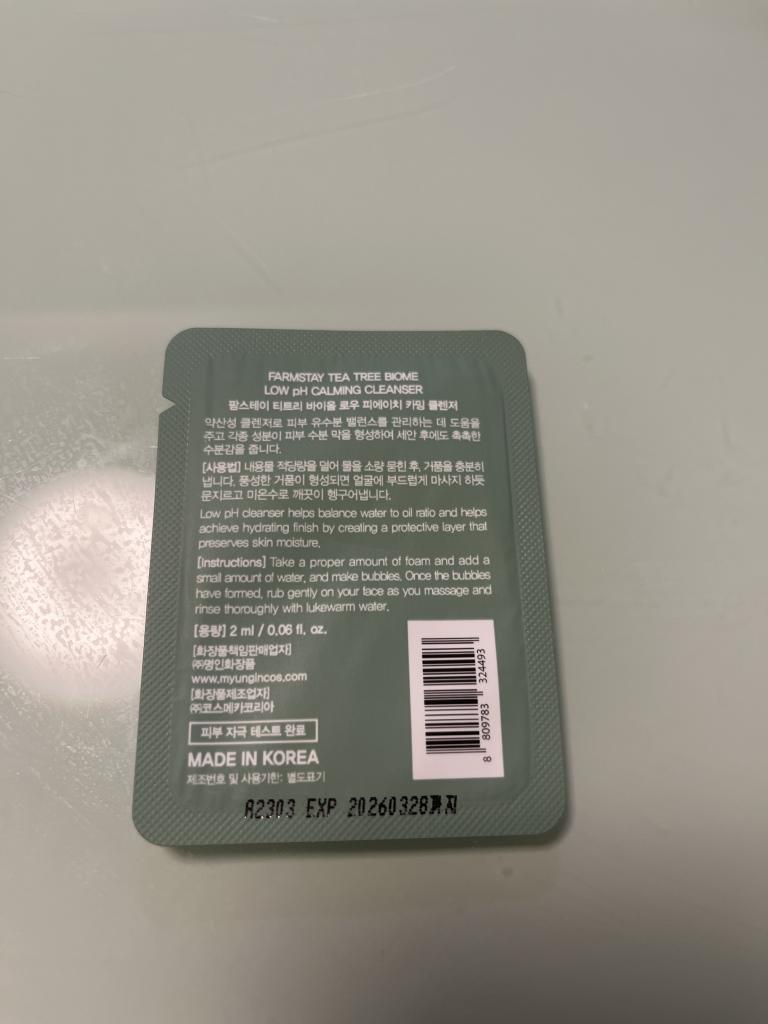 FARMSTAY TEA TREE BIOME
LOW pH CALMING CLEANSER
팜스테이 티트리 바이옴 로우 피에이치 카밍 클렌저
약산성 클렌저로 피부 유수분 밸런스를 관리하는 데 도움을
주고 각종 성분이 피부 수분 막을 형성하여 세안 후에도 촉촉한
수분감을 줍니다.
[사용법] 내용물 적당량을 덜어 물을 소량 묻힌 후, 거품을 충분히
냅니다. 풍성한 거품이 형성되면 얼굴에 부드럽게 마사지 하듯
문지르고 미온수로 깨끗이 헹구어냅니다.
Low pH cleanser helps balance water to oil ratio and helps
achieve hydrating finish by creating a protective layer that
preserves skin moisture.
[Instructions] Take a proper amount of foam and add a
small amount of water, and make bubbles. Once the bubbles
have formed, rub gently on your face as you massage and
rinse thoroughly with lukewarm water.
[용량] 2 ml / 0.06 fl. oz.
[화장품책임판매업자]
㈜명인화장품
www.myungincos.com
[화장품제조업자]
㈜코스메카코리아
피부 자극 테스트 완료
MADE IN KOREA
제조번호 및 사용기한: 별도표기
8 809783 324493
A2303 EXP 20260328까지